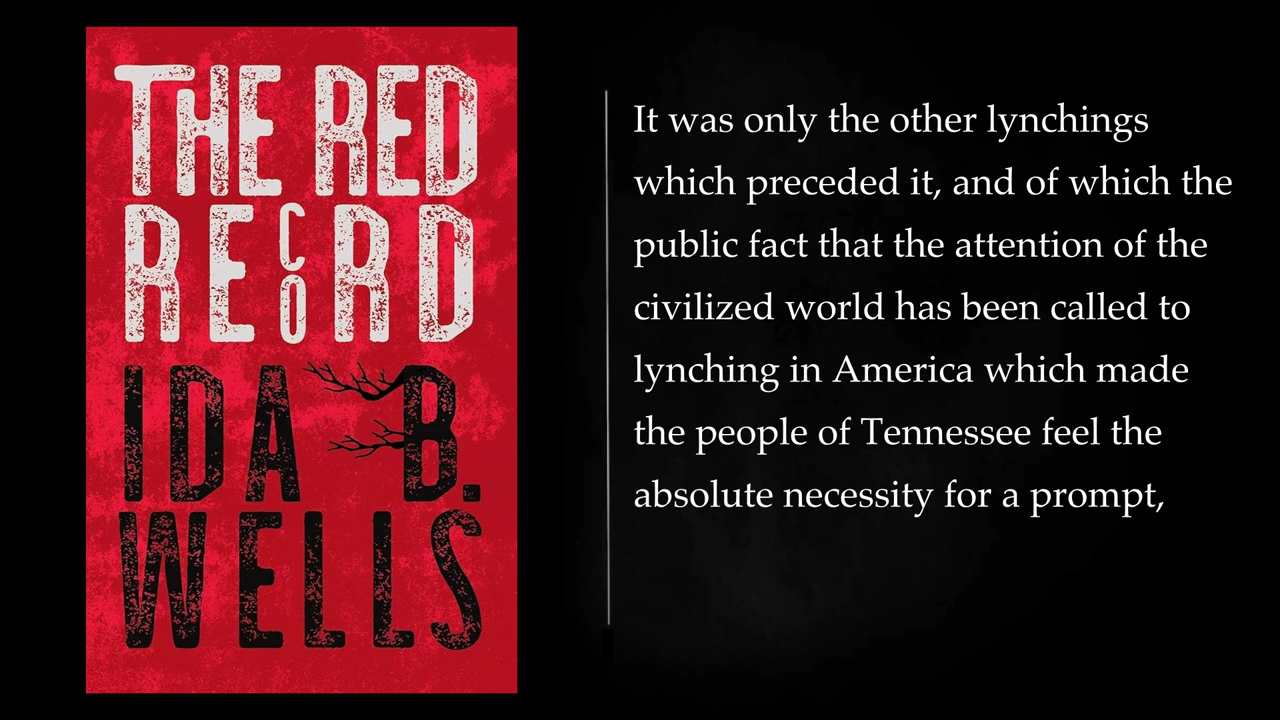 THE RED
RECORD
IDA B.
WELLS
It was only the other lynchings
which preceded it, and of which the
public fact that the attention of the
civilized world has been called to
lynching in America which made
the people of Tennessee feel the
absolute necessity for a prompt,